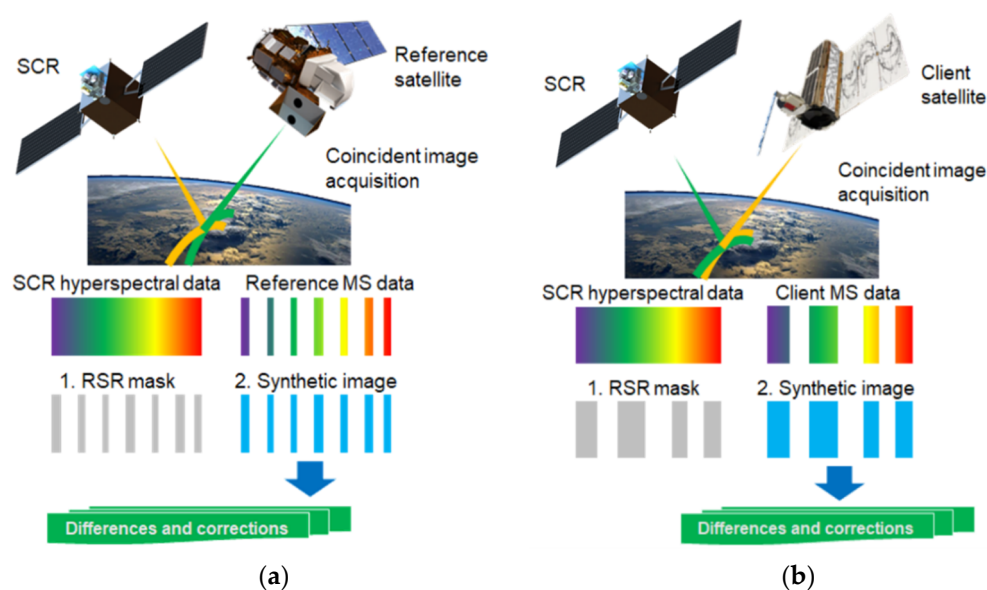 SCR
Reference
satellite
Coincident image
acquisition
SCR hyperspectral data
Reference MS data
1. RSR mask
2. Synthetic image
Differences and corrections
(a)
SCR
Client
satellite
Coincident image
acquisition
SCR hyperspectral data
Client MS data
1. RSR mask
2. Synthetic image
Differences and corrections
(b)